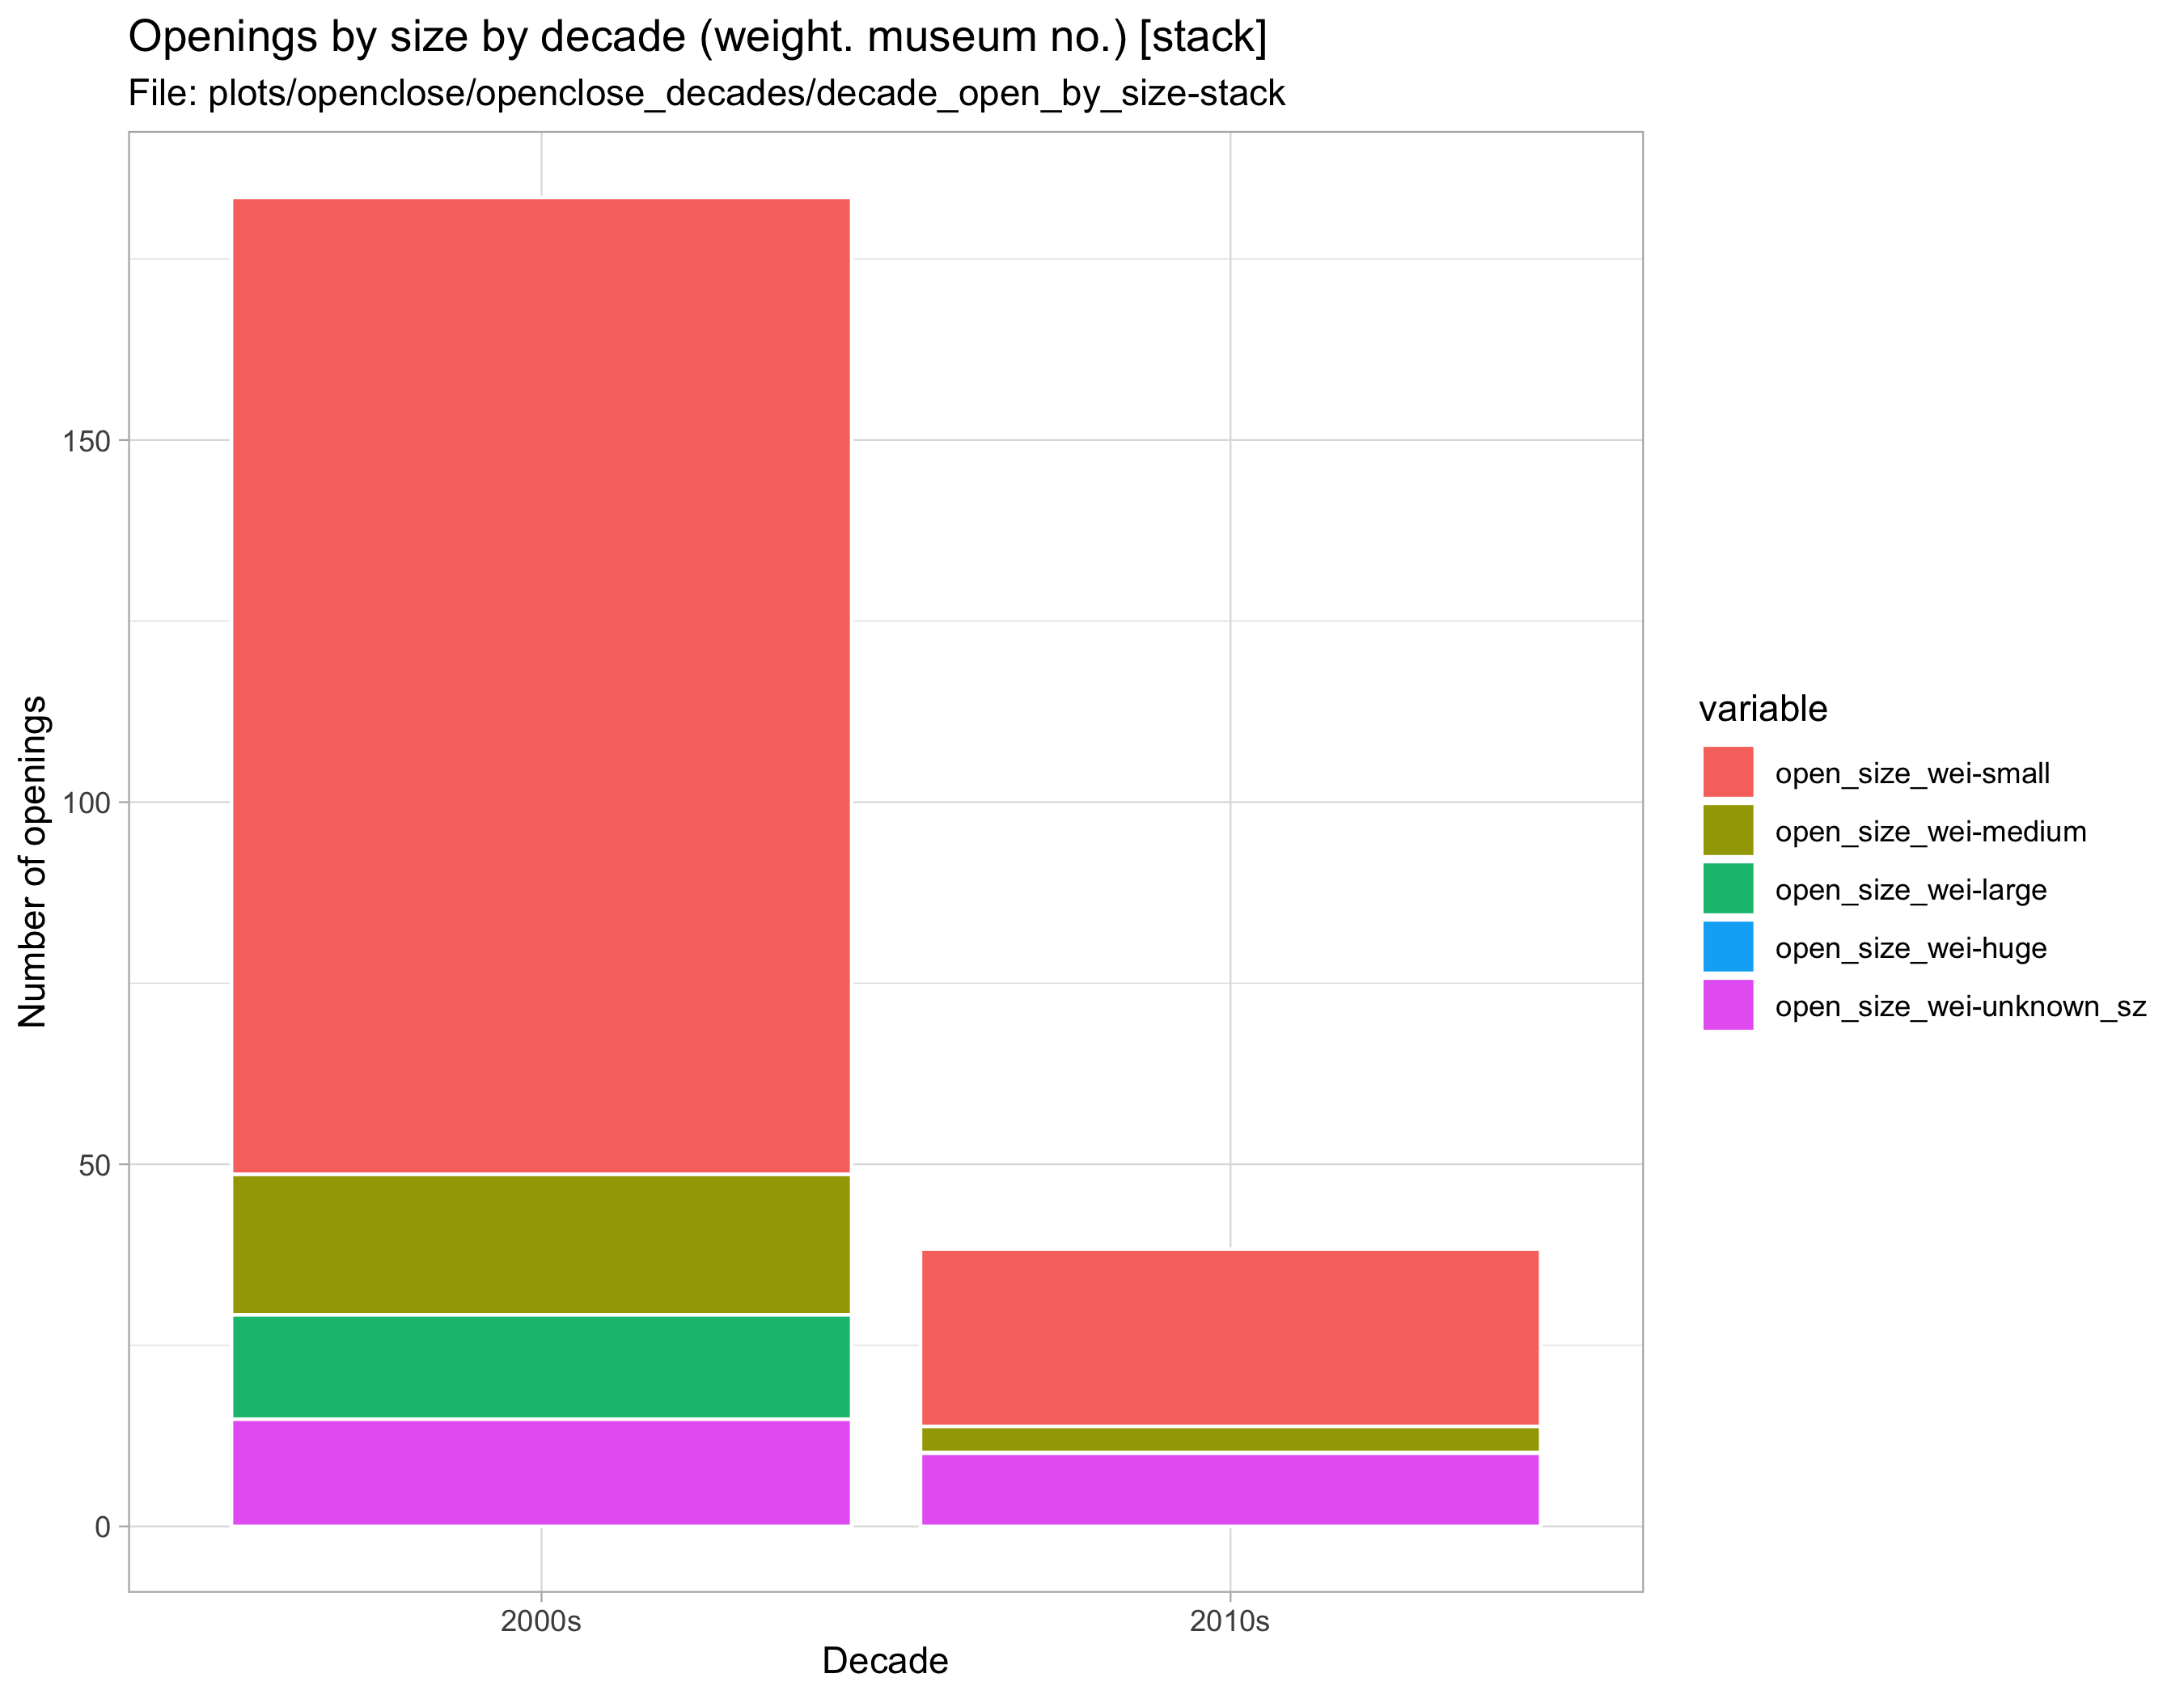 Openings by size by decade (weight. museum no.) [stack]
File: plots/openclose/openclose_decades/decade_open_by_size-stack
Number of openings
150
100
50
0
2000s
2010s
Decade
variable
open_size_wei-small
open_size_wei-medium
open_size_wei-large
open_size_wei-huge
open_size_wei-unknown_sz